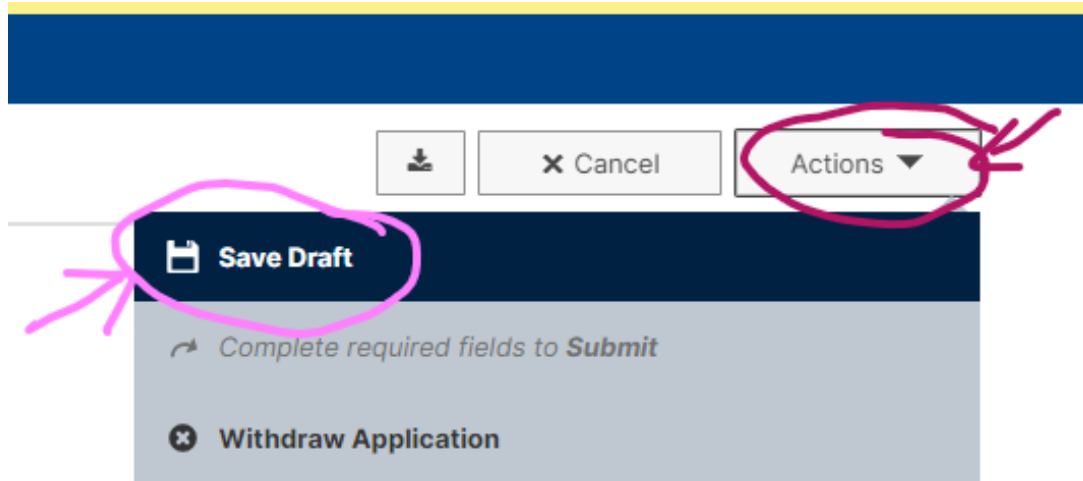 Cancel Actions
Save Draft
Complete required fields to Submit
Withdraw Application